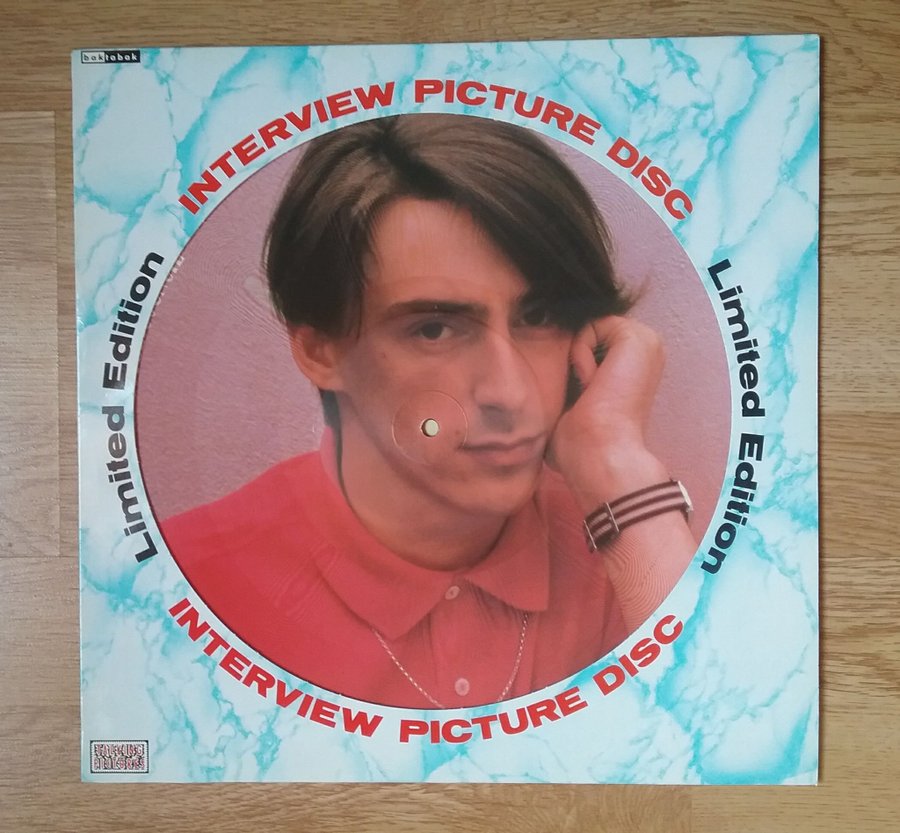 baktabak
INTERVIEW PICTURE DISC
Limited Edition
Limited Edition
INTERVIEW PICTURE DISC